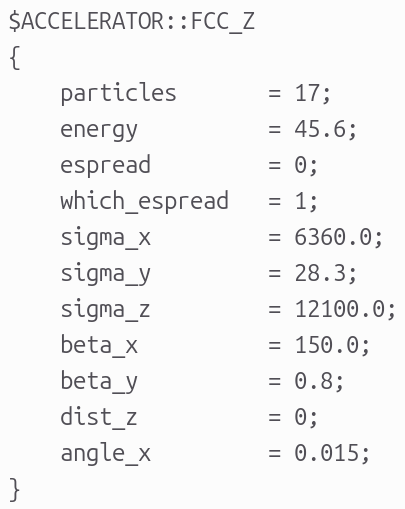 $ACCELERATOR::FCC_Z
{
    particles       = 17;
    energy          = 45.6;
    espread         = 0;
    which_espread   = 1;
    sigma_x         = 6360.0;
    sigma_y         = 28.3;
    sigma_z         = 12100.0;
    beta_x          = 150.0;
    beta_y          = 0.8;
    dist_z          = 0;
    angle_x         = 0.015;
}